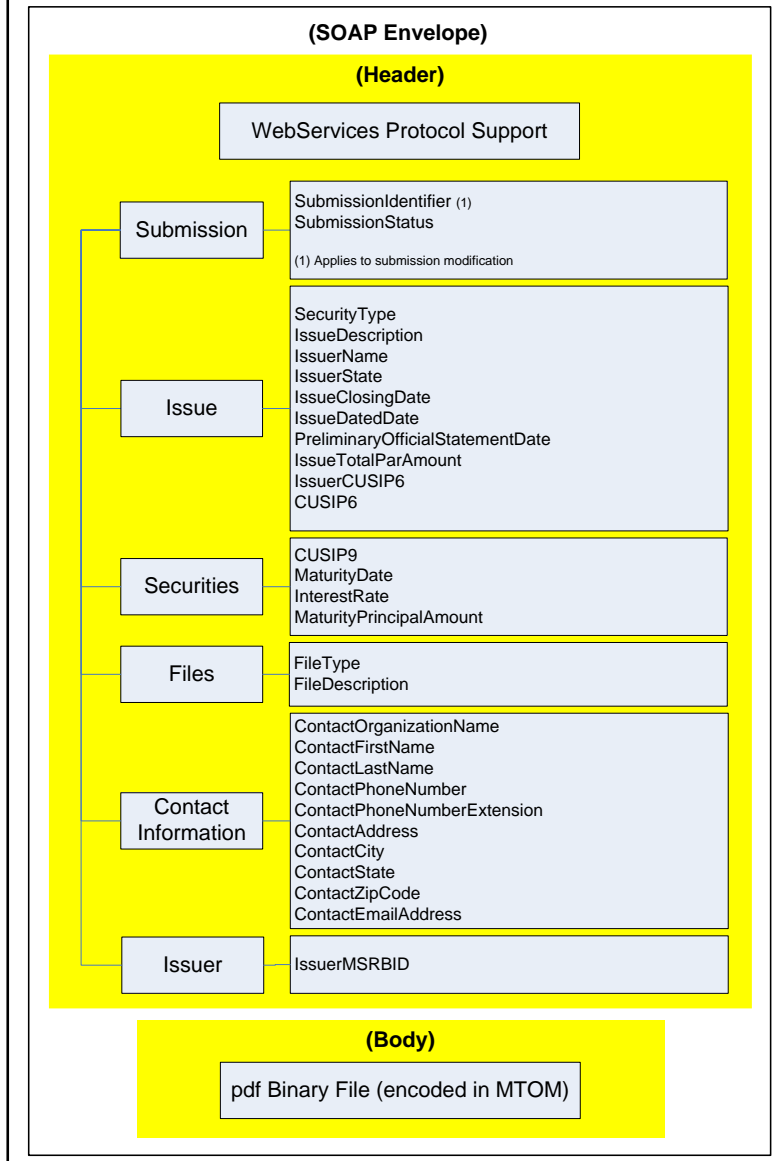 (SOAP Envelope)
(Header)
WebServices Protocol Support
Submission
SubmissionIdentifier (1)
SubmissionStatus
(1) Applies to submission modification
Issue
SecurityType
IssueDescription
IssuerName
IssuerState
IssueClosingDate
IssueDatedDate
PreliminaryOfficialStatementDate
IssueTotalParAmount
IssuerCUSIP6
CUSIP6
Securities
CUSIP9
MaturityDate
InterestRate
MaturityPrincipalAmount
Files
FileType
FileDescription
Contact
Information
ContactOrganizationName
ContactFirstName
ContactLastName
ContactPhoneNumber
ContactPhoneNumberExtension
ContactAddress
ContactCity
ContactState
ContactZipCode
ContactEmailAddress
Issuer
IssuerMSRBID
(Body)
pdf Binary File (encoded in MTOM)